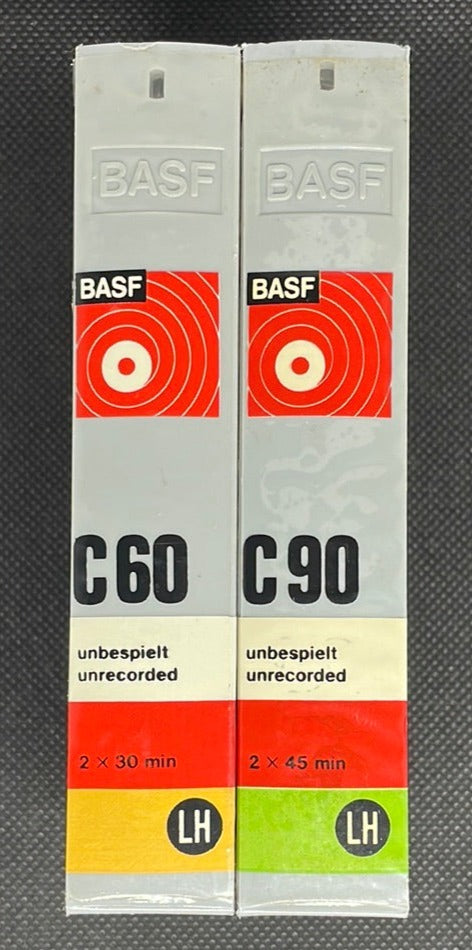 BASF
BASF
C60
unbespielt
unrecorded
2 × 30 min
LH
BASF
BASF
C90
unbespielt
unrecorded
2 × 45 min
LH